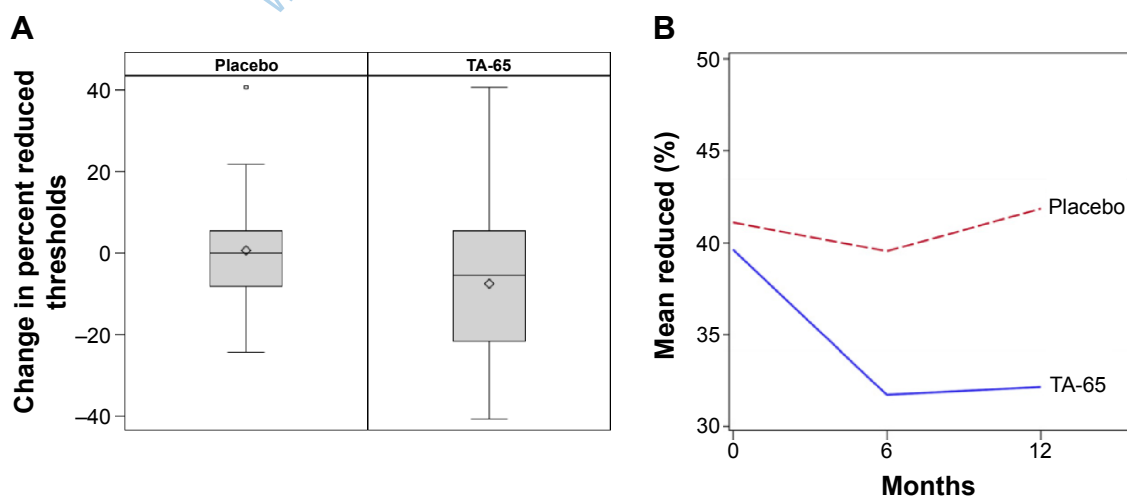 A
Change in percent reduced
thresholds
Placebo
TA-65
40
20
0
–20
–40
B
Mean reduced (%)
50
45
40
35
30
Placebo
TA-65
0
6
12
Months